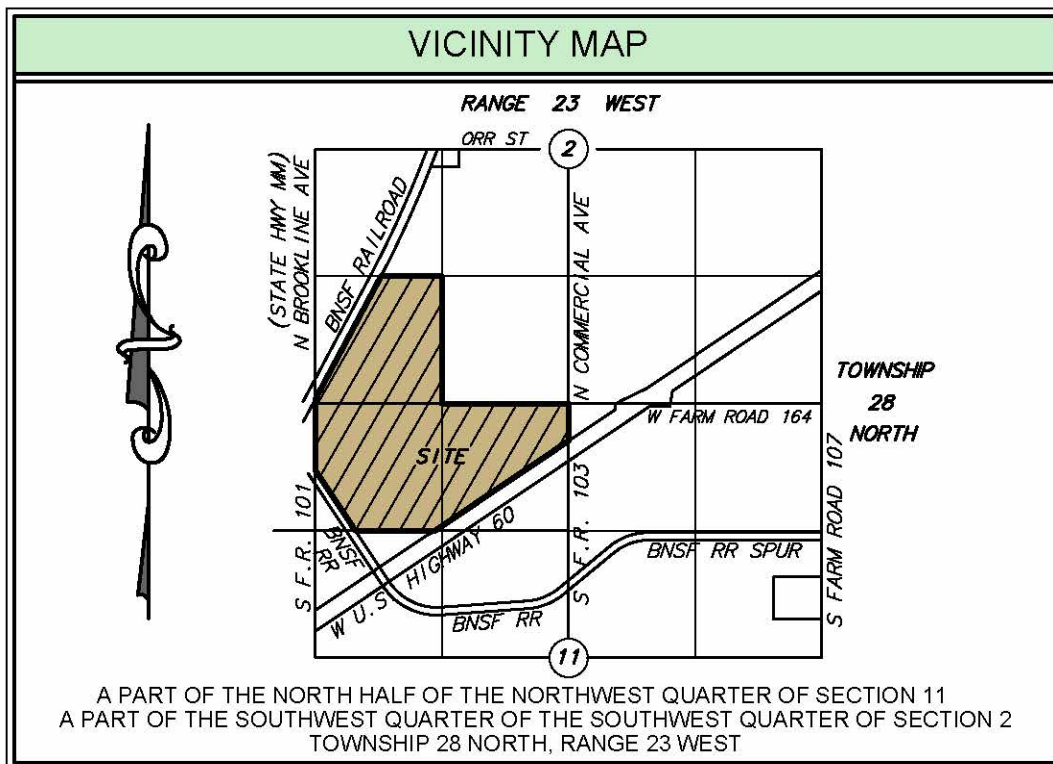 VICINITY MAP
RANGE 23 WEST
ORR ST
2
(STATE HWY MM)
N BROOKLINE AVE
BNSF RAILROAD
N COMMERCIAL AVE
TOWNSHIP
28
NORTH
W FARM ROAD 164
SITE
S F.R. 101
BNSF
RR
W U.S HIGHWAY 60
S F.R. 103
BNSF RR SPUR
S FARM ROAD 107
BNSF RR
11
A PART OF THE NORTH HALF OF THE NORTHWEST QUARTER OF SECTION 11
A PART OF THE SOUTHWEST QUARTER OF THE SOUTHWEST QUARTER OF SECTION 2
TOWNSHIP 28 NORTH, RANGE 23 WEST